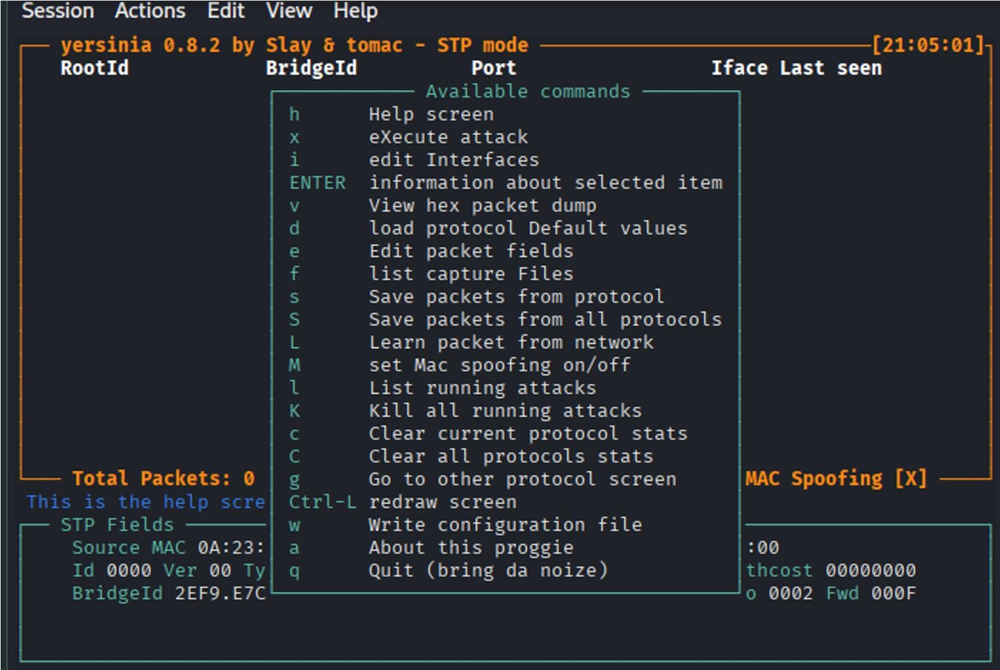 Session Actions Edit View Help
yersinia 0.8.2 by Slay & tomac - STP mode [21:05:01]
RootId BridgeId Port Iface Last seen
Available commands
h Help screen
x eXecute attack
i edit Interfaces
ENTER information about selected item
v View hex packet dump
d load protocol Default values
e Edit packet fields
f list capture Files
s Save packets from protocol
S Save packets from all protocols
L Learn packet from network
M set Mac spoofing on/off
l List running attacks
K Kill all running attacks
c Clear current protocol stats
C Clear all protocols stats
Total Packets: 0 g Go to other protocol screen MAC Spoofing [X]
This is the help scre Ctrl-L redraw screen
STP Fields w Write configuration file
Source MAC 0A:23: a About this proggie :00
Id 0000 Ver 00 Ty q Quit (bring da noize) thcost 00000000
BridgeId 2EF9.E7C o 0002 Fwd 000F